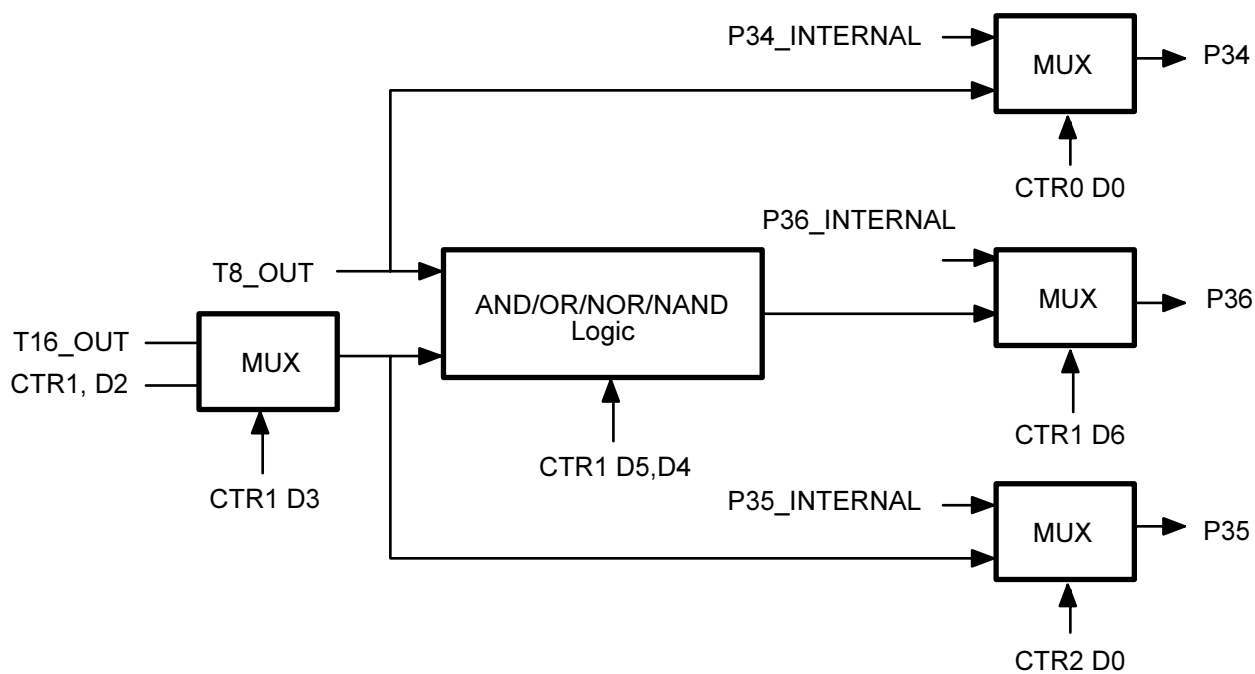 P34_INTERNAL
MUX
P34
CTR0 D0
P36_INTERNAL
T8_OUT
AND/OR/NOR/NAND
Logic
MUX
P36
T16_OUT
MUX
CTR1, D2
CTR1 D6
CTR1 D5,D4
CTR1 D3
P35_INTERNAL
MUX
P35
CTR2 D0